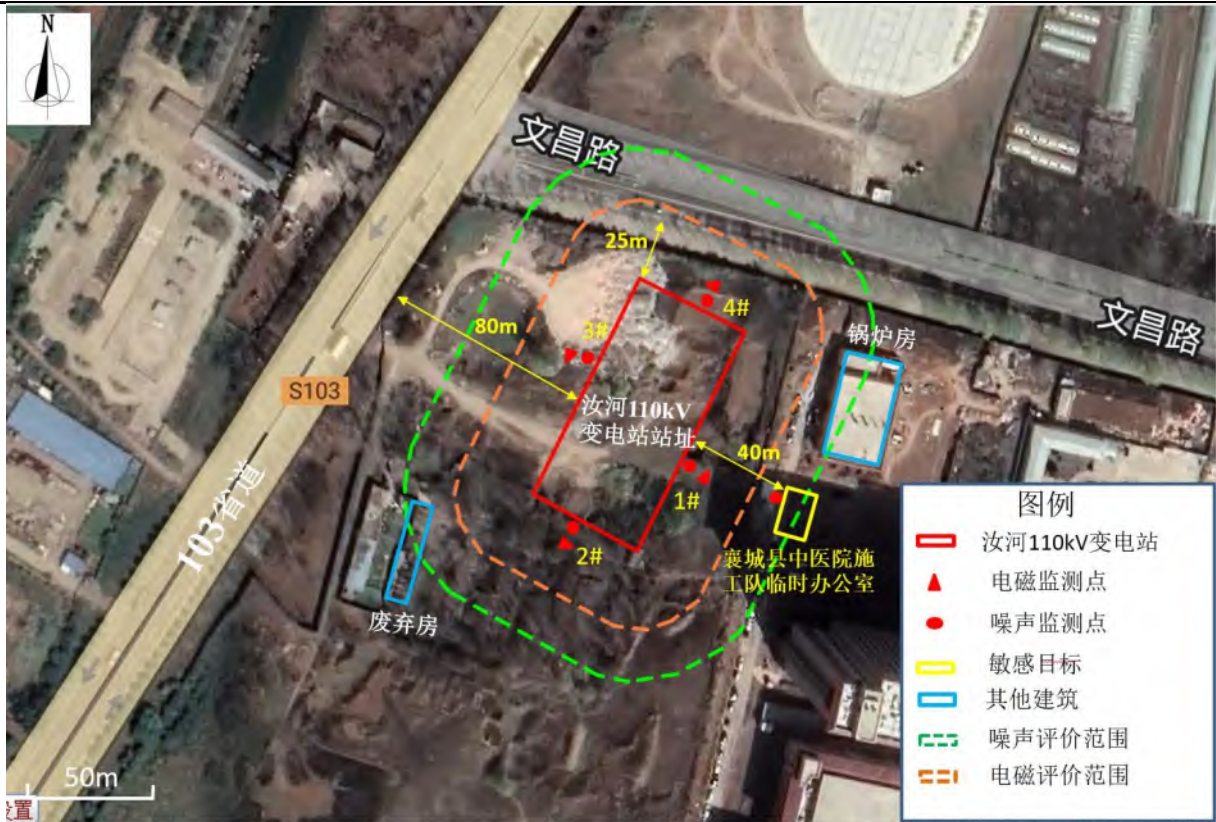 N
文昌路
25m
4#
文昌路
80m
3#
锅炉房
S103
汝河110kV
变电站站址
40m
1#
103省道
2#
襄城县中医院施
工队临时办公室
废弃房
图例
汝河110kV变电站
电磁监测点
噪声监测点
敏感目标
其他建筑
噪声评价范围
电磁评价范围
50m
置